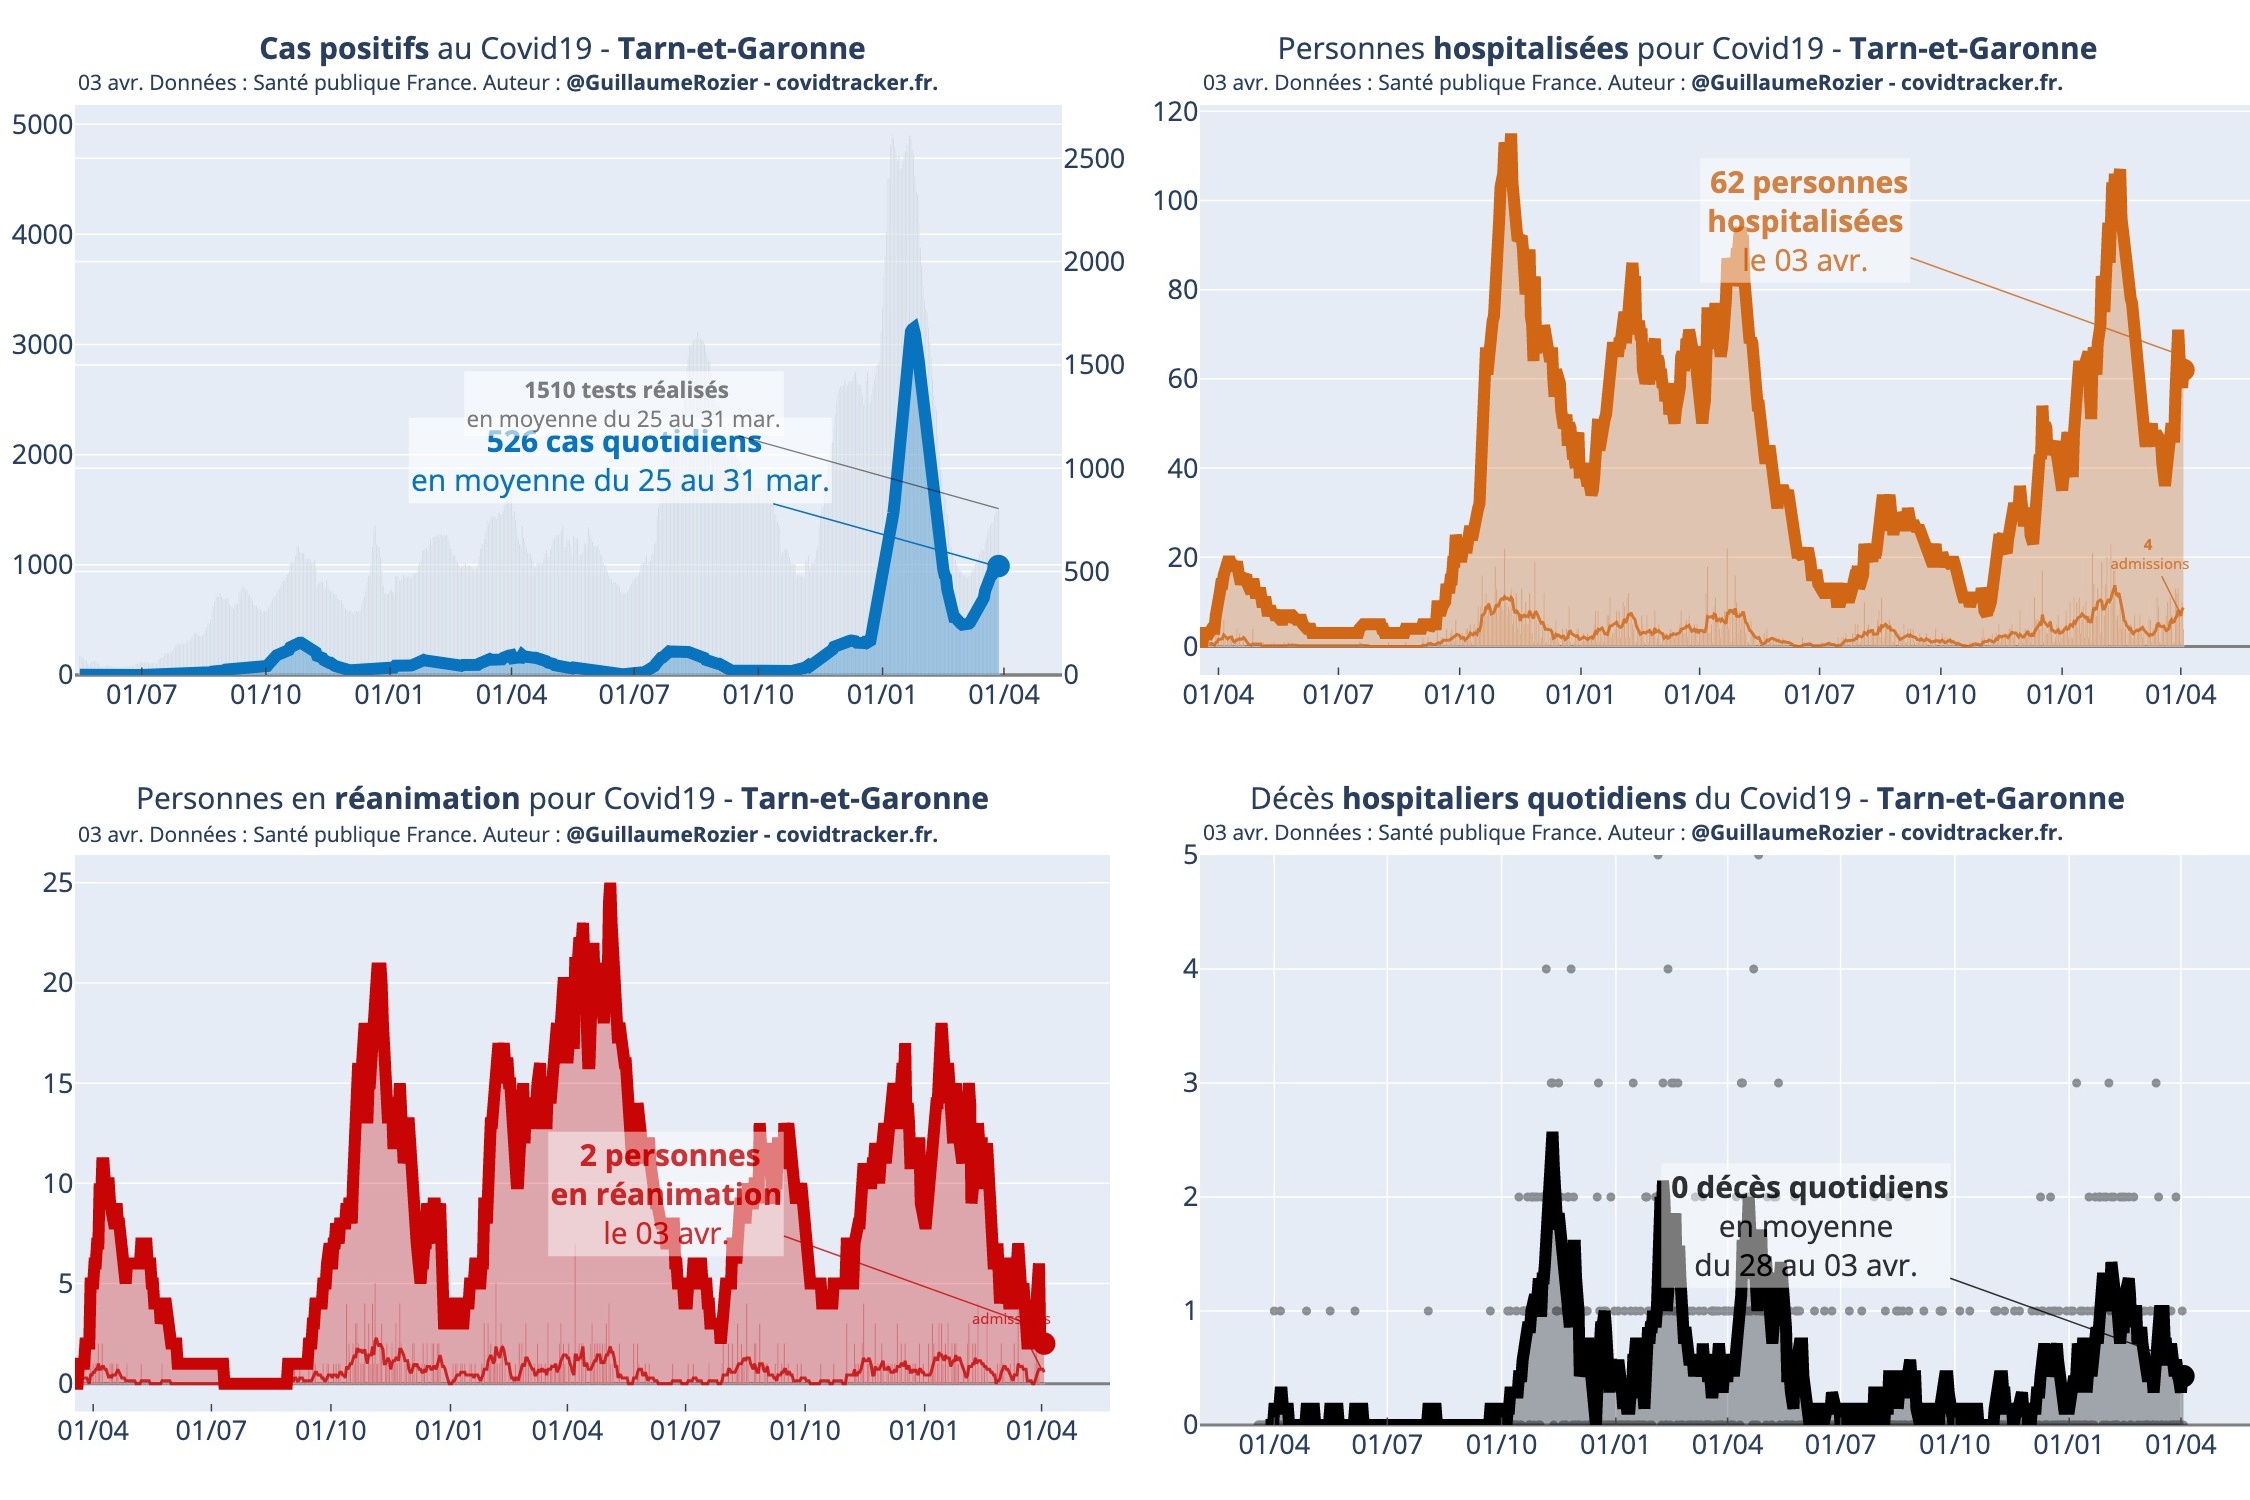 Cas positifs au Covid19 - Tarn-et-Garonne
03 avr. Données : Santé publique France. Auteur : @GuillaumeRozier - covidtracker.fr.
5000
4000
3000
2000
1000
0
2500
2000
1500
1000
500
0
1510 tests réalisés
en moyenne du 25 au 31 mar.
526 cas quotidiens
en moyenne du 25 au 31 mar.
01/07 01/10 01/01 01/04 01/07 01/10 01/01 01/04
Personnes hospitalisées pour Covid19 - Tarn-et-Garonne
03 avr. Données : Santé publique France. Auteur : @GuillaumeRozier - covidtracker.fr.
120
100
80
60
40
20
0
62 personnes
hospitalisées
le 03 avr.
4
admissions
01/04 01/07 01/10 01/01 01/04 01/07 01/10 01/01 01/04
Personnes en réanimation pour Covid19 - Tarn-et-Garonne
03 avr. Données : Santé publique France. Auteur : @GuillaumeRozier - covidtracker.fr.
25
20
15
10
5
0
2 personnes
en réanimation
le 03 avr.
admissions
01/04 01/07 01/10 01/01 01/04 01/07 01/10 01/01 01/04
Décès hospitaliers quotidiens du Covid19 - Tarn-et-Garonne
03 avr. Données : Santé publique France. Auteur : @GuillaumeRozier - covidtracker.fr.
5
4
3
2
1
0
0 décès quotidiens
en moyenne
du 28 au 03 avr.
01/04 01/07 01/10 01/01 01/04 01/07 01/10 01/01 01/04